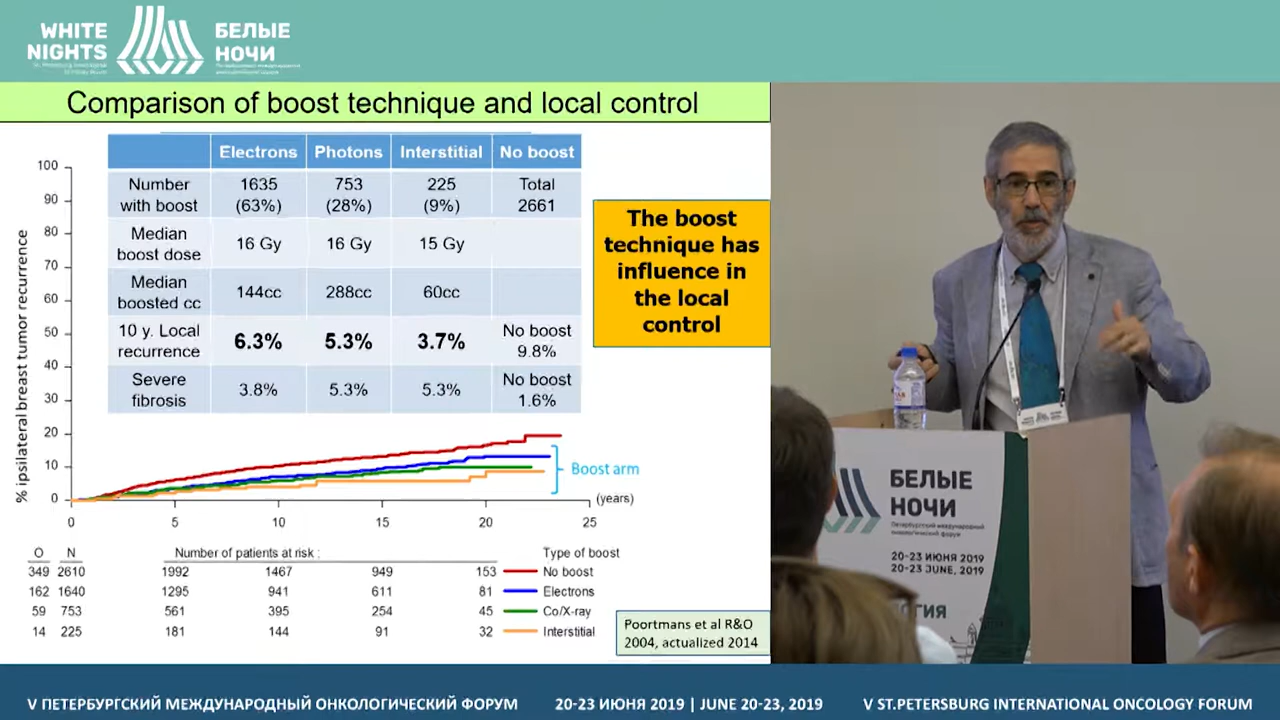 WHITE
NIGHTS
БЕЛЫЕ
НОЧИ
Comparison of boost technique and local control
Electrons Photons Interstitial No boost
Number with boost 1635 (63%) 753 (28%) 225 (9%) Total 2661
Median boost dose 16 Gy 16 Gy 15 Gy
Median boosted cc 144cc 288cc 60cc
10 y. Local recurrence 6.3% 5.3% 3.7% No boost 9.8%
Severe fibrosis 3.8% 5.3% 5.3% No boost 1.6%
The boost
technique has
influence in
the local
control
% ipsilateral breast tumor recurrence
100
90
80
70
60
50
40
30
20
10
0
Boost arm
(years)
0 5 10 15 20 25
O N Number of patients at risk : Type of boost
349 2610 1992 1467 949 153 No boost
162 1640 1295 941 611 81 Electrons
59 753 561 395 254 45 Co/X-ray
14 225 181 144 91 32 Interstitial
Poortmans et al R&O
2004, actualized 2014
БЕЛЫЕ
НОЧИ
Петербургский международный
онкологический форум
20-23 ИЮНЯ 2019
20-23 JUNE, 2019
V ПЕТЕРБУРГСКИЙ МЕЖДУНАРОДНЫЙ ОНКОЛОГИЧЕСКИЙ ФОРУМ 20-23 ИЮНЯ 2019 | JUNE 20-23, 2019 V ST.PETERSBURG INTERNATIONAL ONCOLOGY FORUM